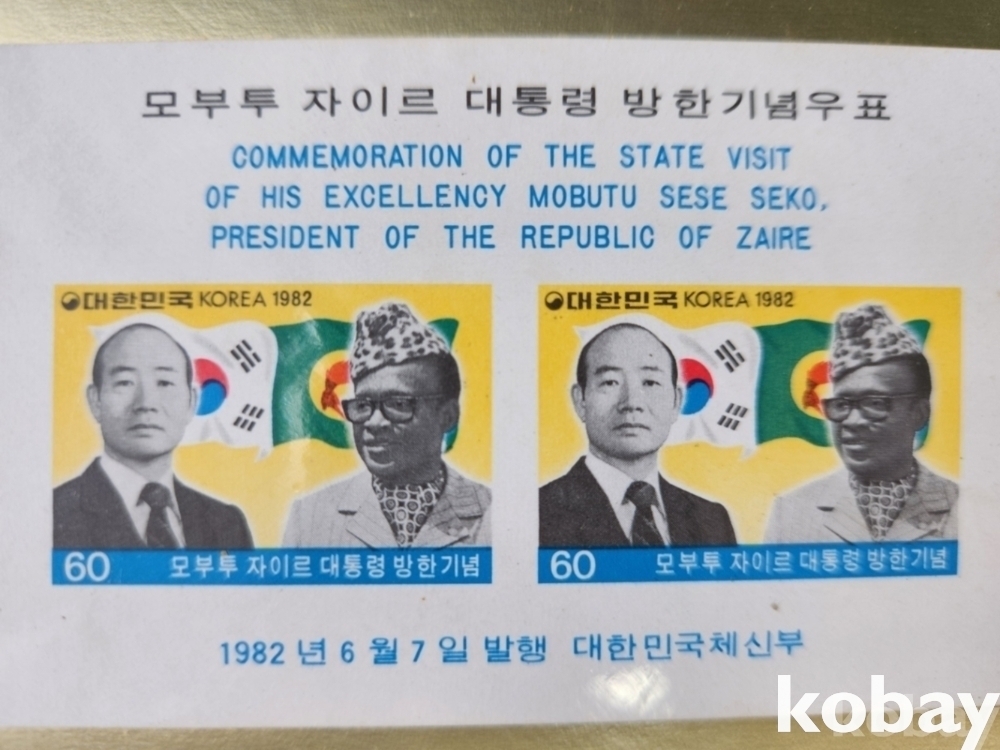 모부투 자이르 대통령 방한기념우표
COMMEMORATION OF THE STATE VISIT
OF HIS EXCELLENCY MOBUTU SESE SEKO,
PRESIDENT OF THE REPUBLIC OF ZAIRE
대한민국 KOREA 1982
60 모부투 자이르 대통령 방한기념
대한민국 KOREA 1982
60 모부투 자이르 대통령 방한기념
1982 년 6 월 7 일 발행 대한민국체신부
kobay